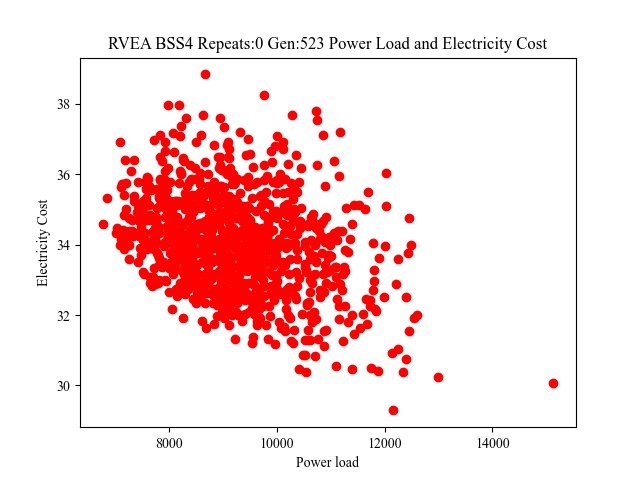 RVEA BSS4 Repeats:0 Gen:523 Power Load and Electricity Cost
38
36
34
32
30
Electricity Cost
8000 10000 12000 14000
Power load